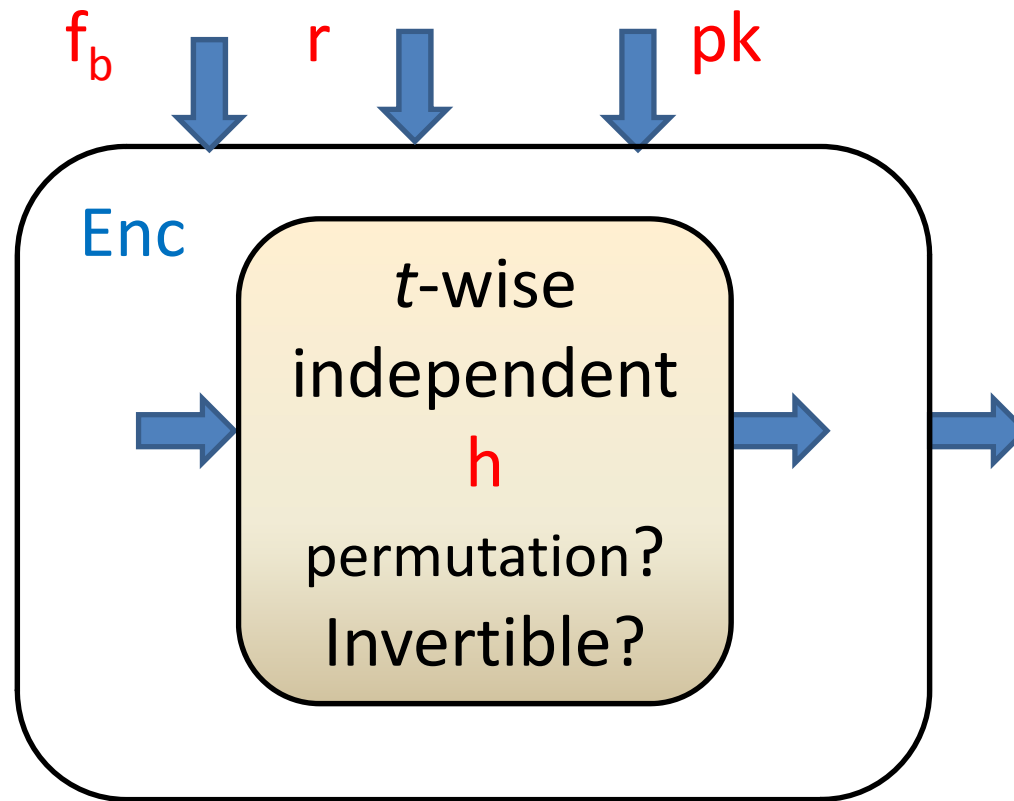 f_b r pk
Enc
t-wise
independent
h
permutation?
Invertible?